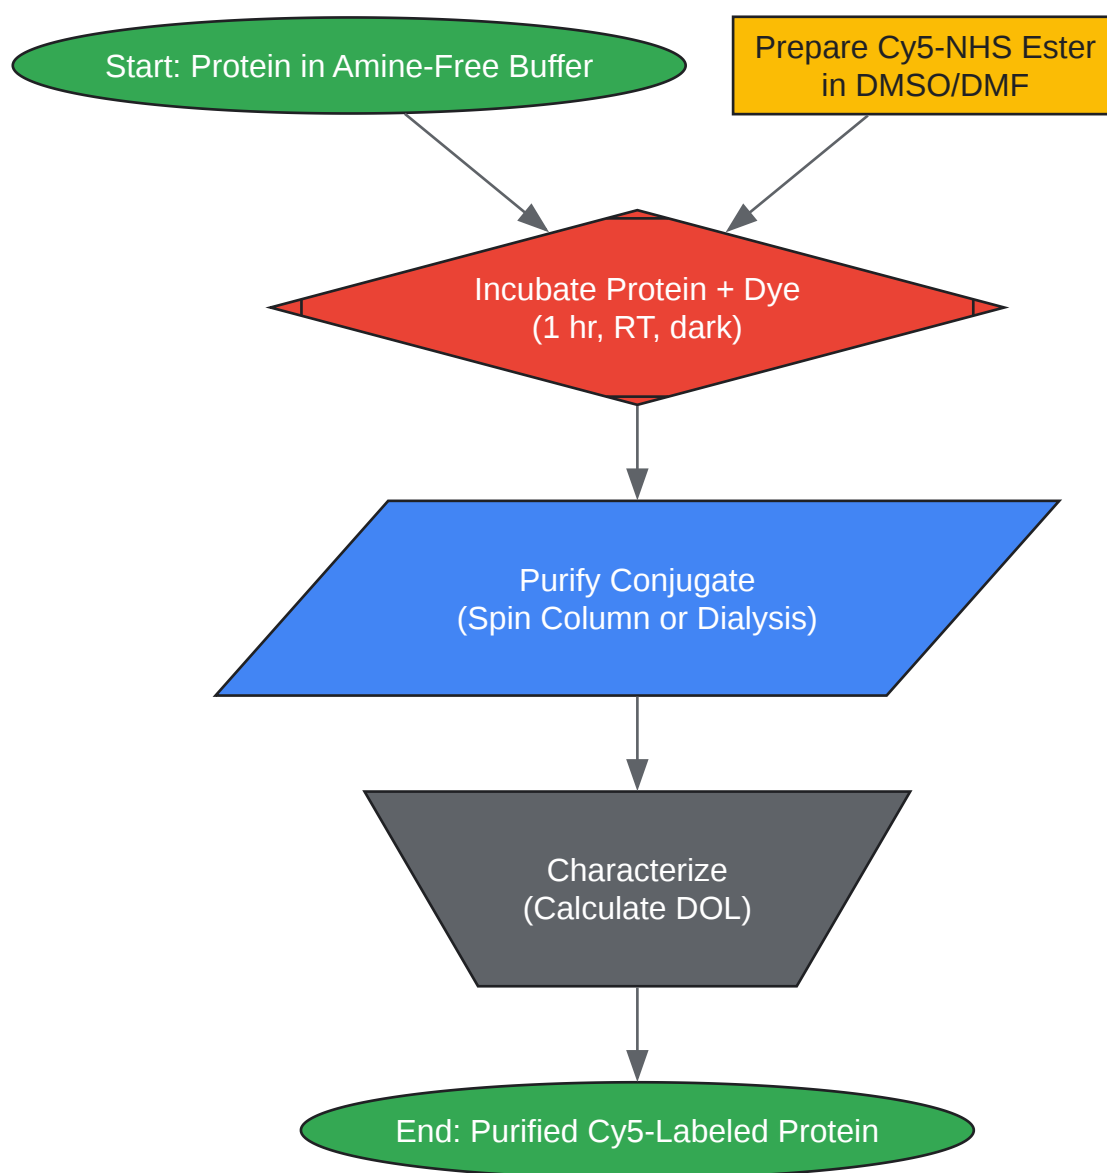 Start: Protein in Amine-Free Buffer
Prepare Cy5-NHS Ester
in DMSO/DMF
Incubate Protein + Dye
(1 hr, RT, dark)
Purify Conjugate
(Spin Column or Dialysis)
Characterize
(Calculate DOL)
End: Purified Cy5-Labeled Protein